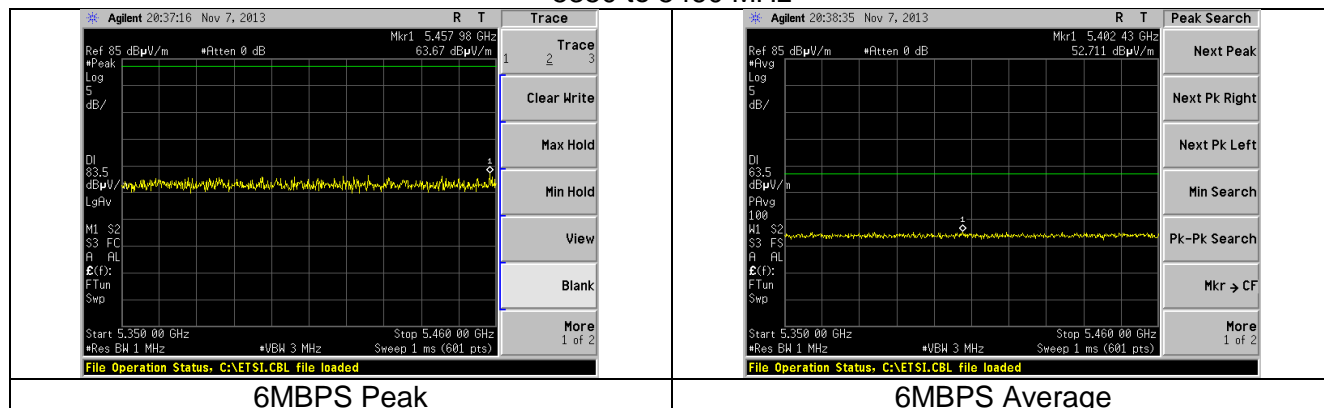 Agilent 20:37:16 Nov 7, 2013 R T Trace
Mkr1 5.457 98 GHz
Ref 85 dBµV/m #Atten 0 dB 63.67 dBµV/m
#Peak
Log
5
dB/
DI
83.5
dBµV/
LgAv
M1 S2
S3 FC
A AL
£(f):
FTun
Swp
1
Start 5.350 00 GHz Stop 5.460 00 GHz
#Res BW 1 MHz #VBW 3 MHz Sweep 1 ms (601 pts)
File Operation Status, C:\ETSI.CBL file loaded
Trace
1 2 3
Clear Write
Max Hold
Min Hold
View
Blank
More
1 of 2
6MBPS Peak
Agilent 20:38:35 Nov 7, 2013 R T Peak Search
Mkr1 5.402 43 GHz
Ref 85 dBµV/m #Atten 0 dB 52.711 dBµV/m
#Avg
Log
5
dB/
DI
63.5
dBµV/m
PAvg
100
W1 S2
S3 FS
A AL
£(f):
FTun
Swp
1
Start 5.350 00 GHz Stop 5.460 00 GHz
#Res BW 1 MHz #VBW 3 MHz Sweep 1 ms (601 pts)
File Operation Status, C:\ETSI.CBL file loaded
Next Peak
Next Pk Right
Next Pk Left
Min Search
Pk-Pk Search
Mkr → CF
More
1 of 2
6MBPS Average